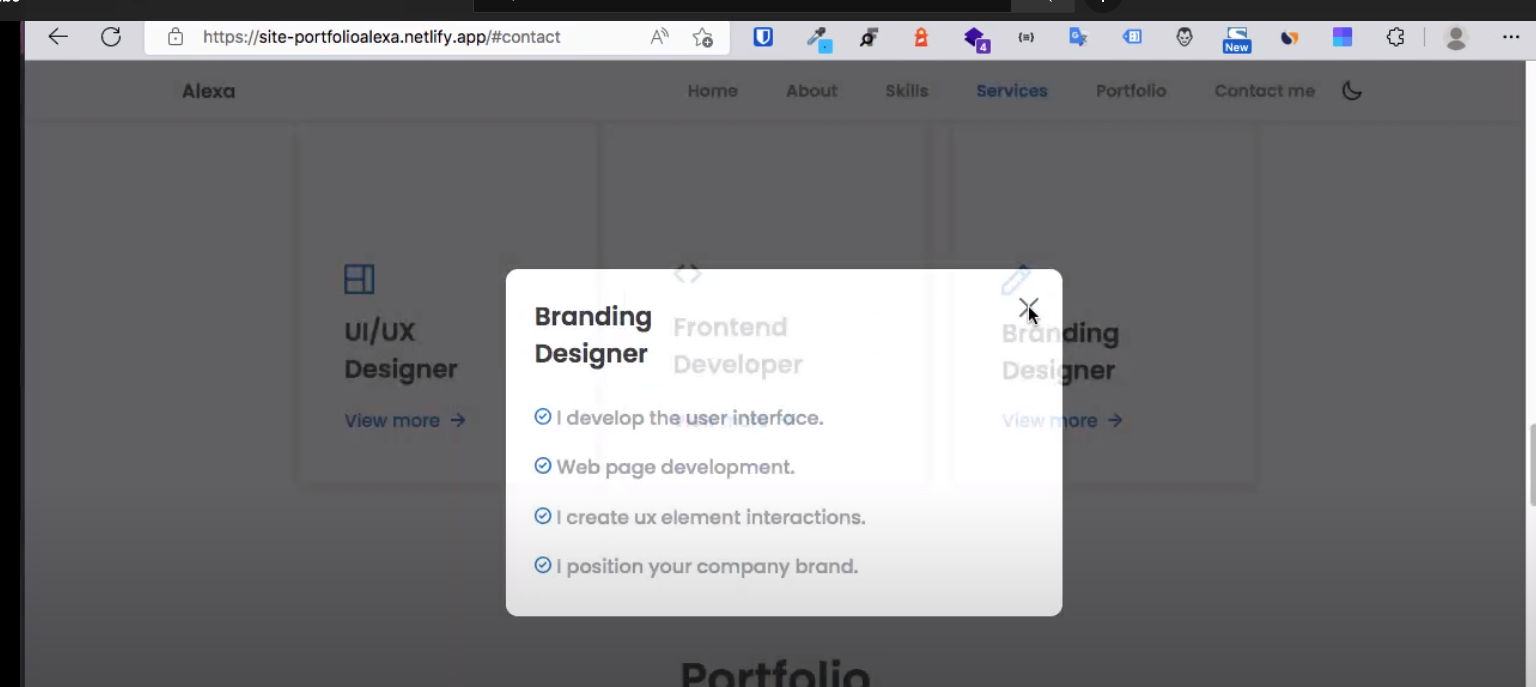 https://site-portfolioalexa.netlify.app/#contact
4
New
Alexa
Home
About
Skills
Services
Portfolio
Contact me
UI/UX
Designer
View more
Branding
Designer
I develop the user interface.
Web page development.
I create ux element interactions.
I position your company brand.
Frontend
Developer
Branding
Designer
View more
Portfolio